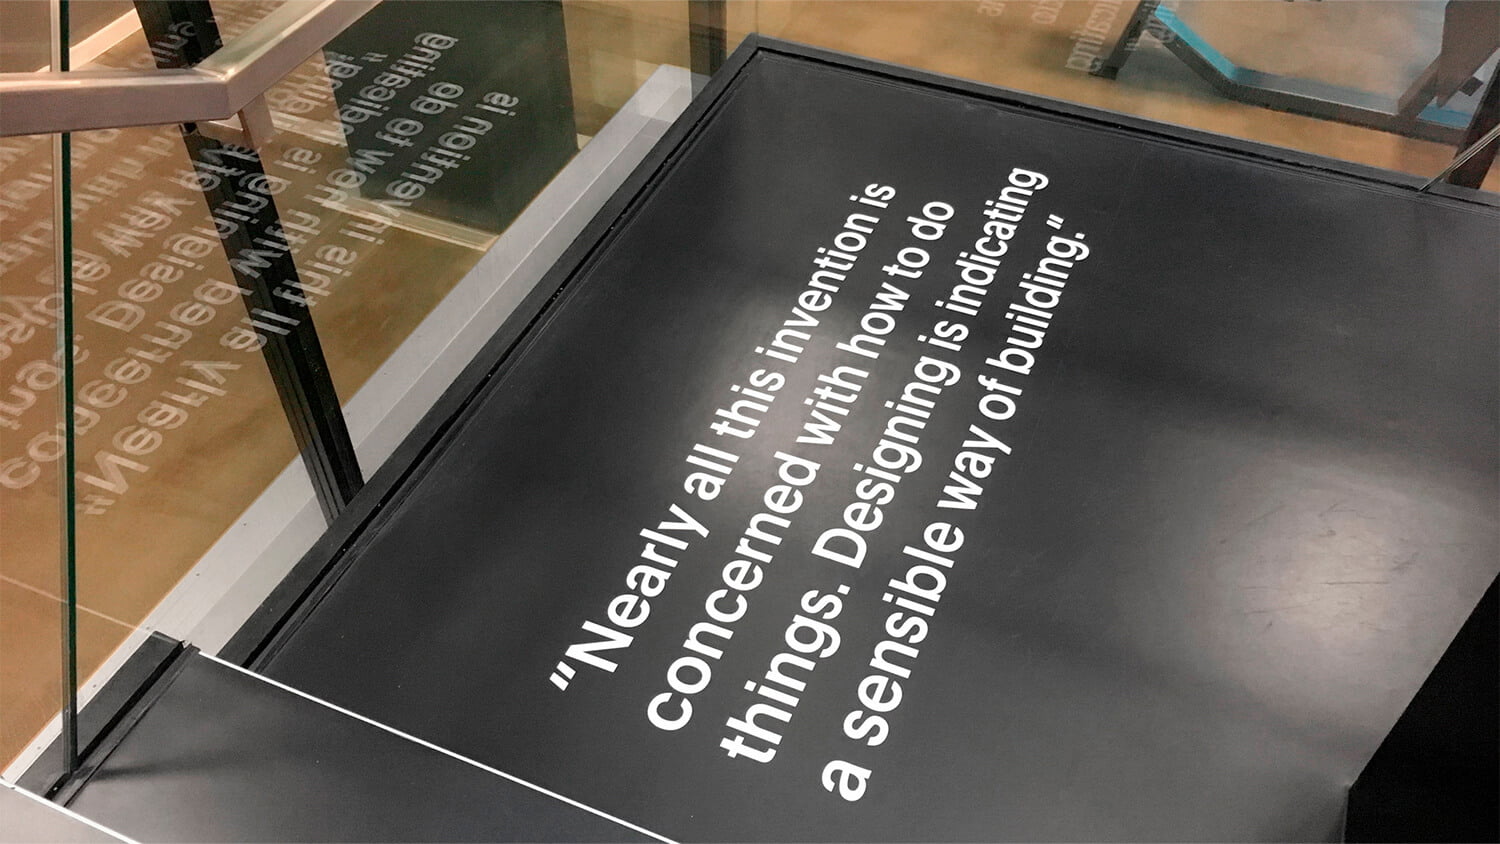 "Nearly all this invention is
concerned with how to do
things. Designing is indicating
a sensible way of building."